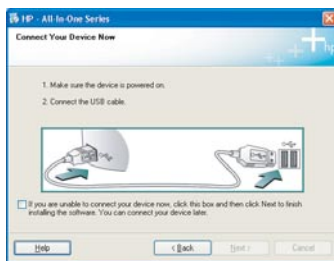 HP - All-In-One Series
Connect Your Device Now
hp
1. Make sure the device is powered on.
2. Connect the USB cable.
If you are unable to connect your device now, click this box and then click Next to finish
installing the software. You can connect your device later.
Help
< Back
Next >
Cancel